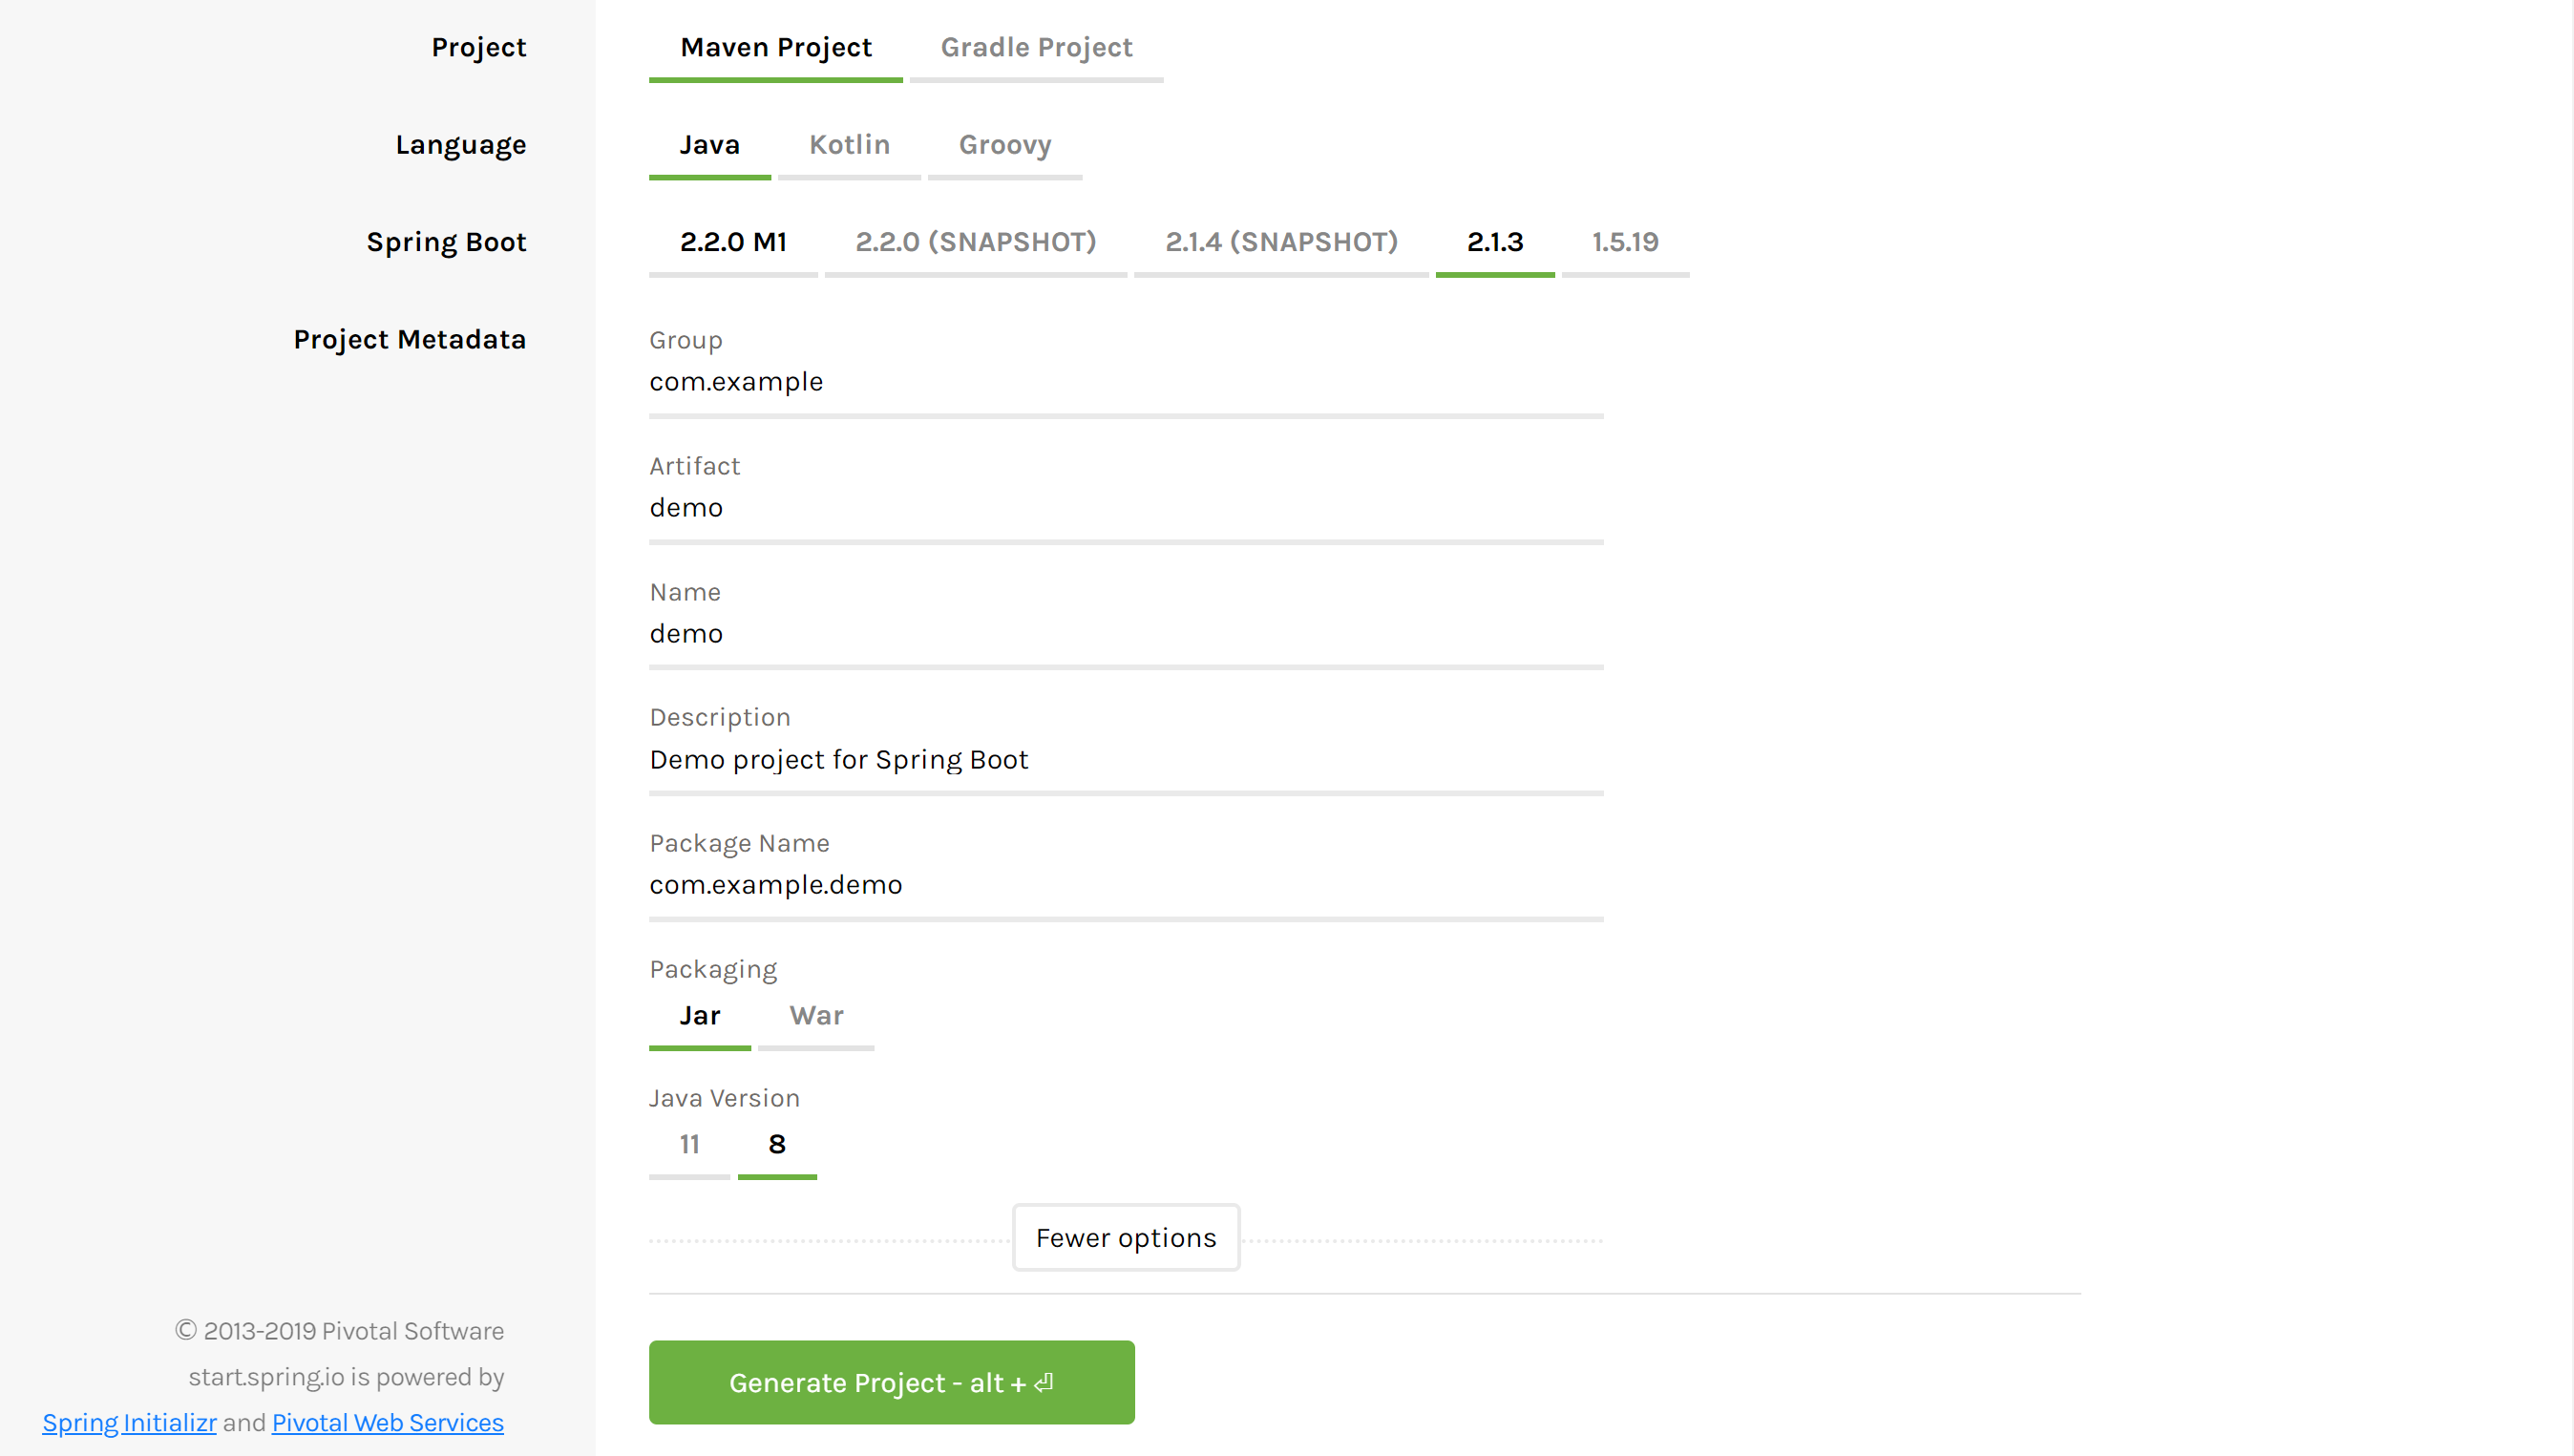 Project
Maven Project Gradle Project
Language
Java Kotlin Groovy
Spring Boot
2.2.0 M1 2.2.0 (SNAPSHOT) 2.1.4 (SNAPSHOT) 2.1.3 1.5.19
Project Metadata
Group
com.example
Artifact
demo
Name
demo
Description
Demo project for Spring Boot
Package Name
com.example.demo
Packaging
Jar War
Java Version
11 8
Fewer options
© 2013-2019 Pivotal Software
start.spring.io is powered by
Spring Initializr and Pivotal Web Services
Generate Project - alt + ⏎